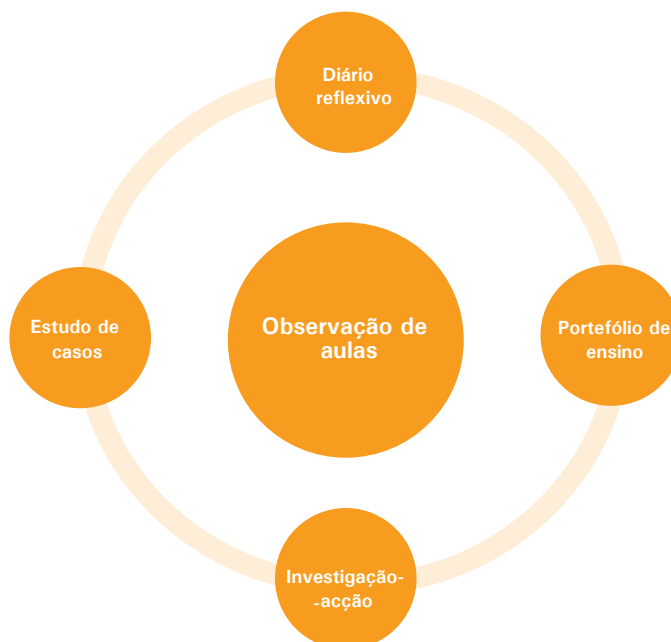 Diário
reflexivo
Estudo de
casos
Observação de
aulas
Portefólio de
ensino
Investigação-
-acção